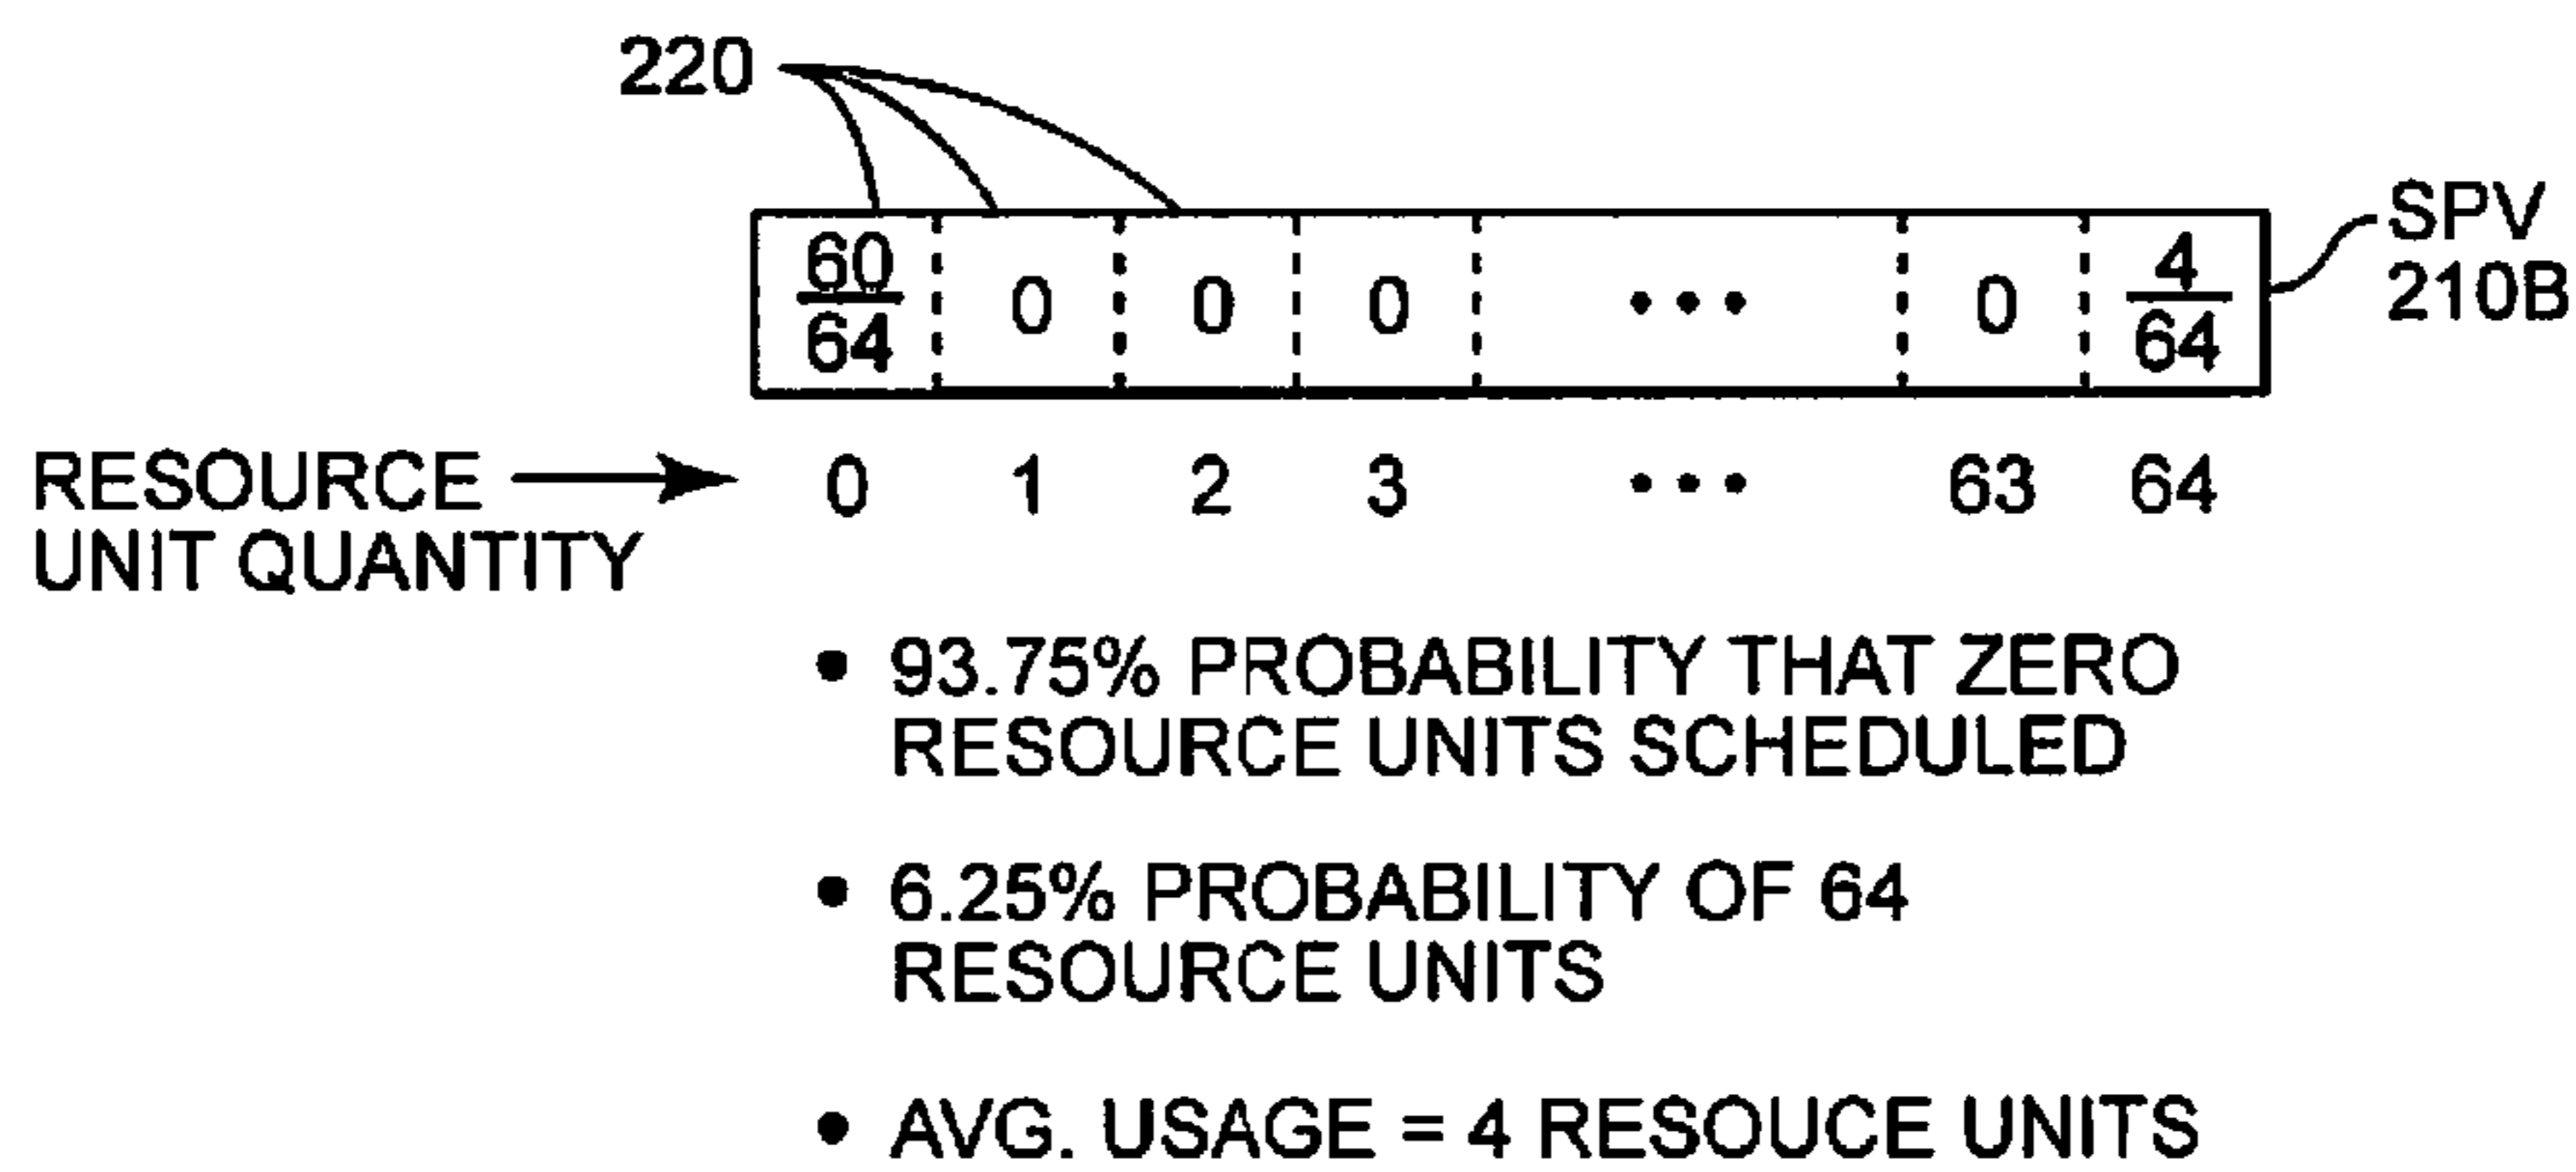 220
60/64 0 0 0 ••• 0 4/64
SPV
210B
RESOURCE → 0 1 2 3 ••• 63 64
UNIT QUANTITY
• 93.75% PROBABILITY THAT ZERO
RESOURCE UNITS SCHEDULED
• 6.25% PROBABILITY OF 64
RESOURCE UNITS
• AVG. USAGE = 4 RESOUCE UNITS